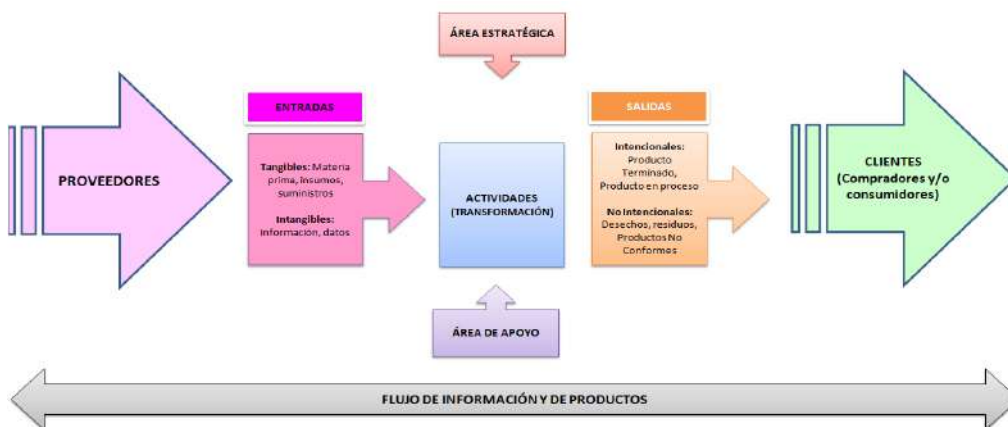 ÁREA ESTRATÉGICA
PROVEEDORES
ENTRADAS
Tangibles: Materia
prima, insumos,
suministros
Intangibles:
Información, datos
ACTIVIDADES
(TRANSFORMACIÓN)
SALIDAS
Intencionales:
Producto
Terminado,
Producto en proceso
No Intencionales:
Desechos, residuos,
Productos No
Conformes
CLIENTES
(Compradores y/o
consumidores)
ÁREA DE APOYO
FLUJO DE INFORMACIÓN Y DE PRODUCTOS